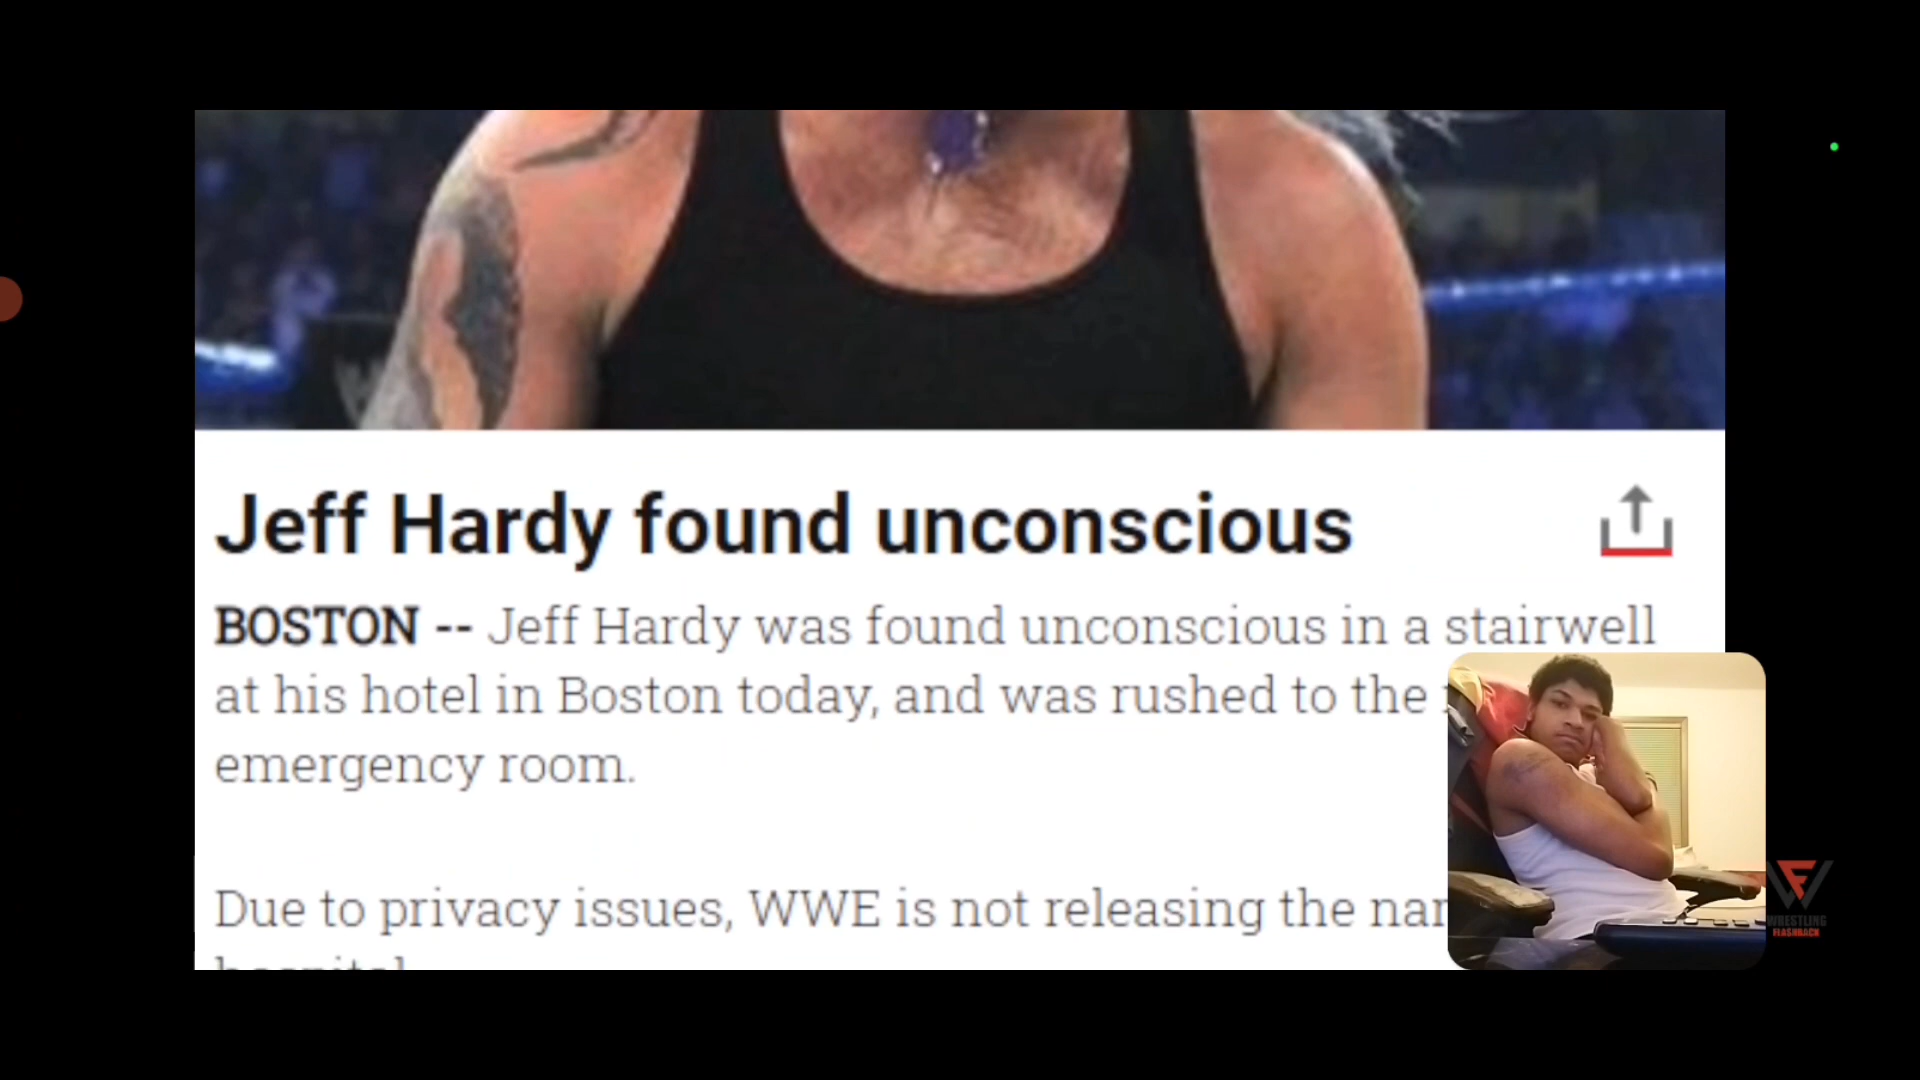 Jeff Hardy found unconscious
BOSTON -- Jeff Hardy was found unconscious in a stairwell
at his hotel in Boston today, and was rushed to the
emergency room.
Due to privacy issues, WWE is not releasing the
WRESTLING
FLASHBACK